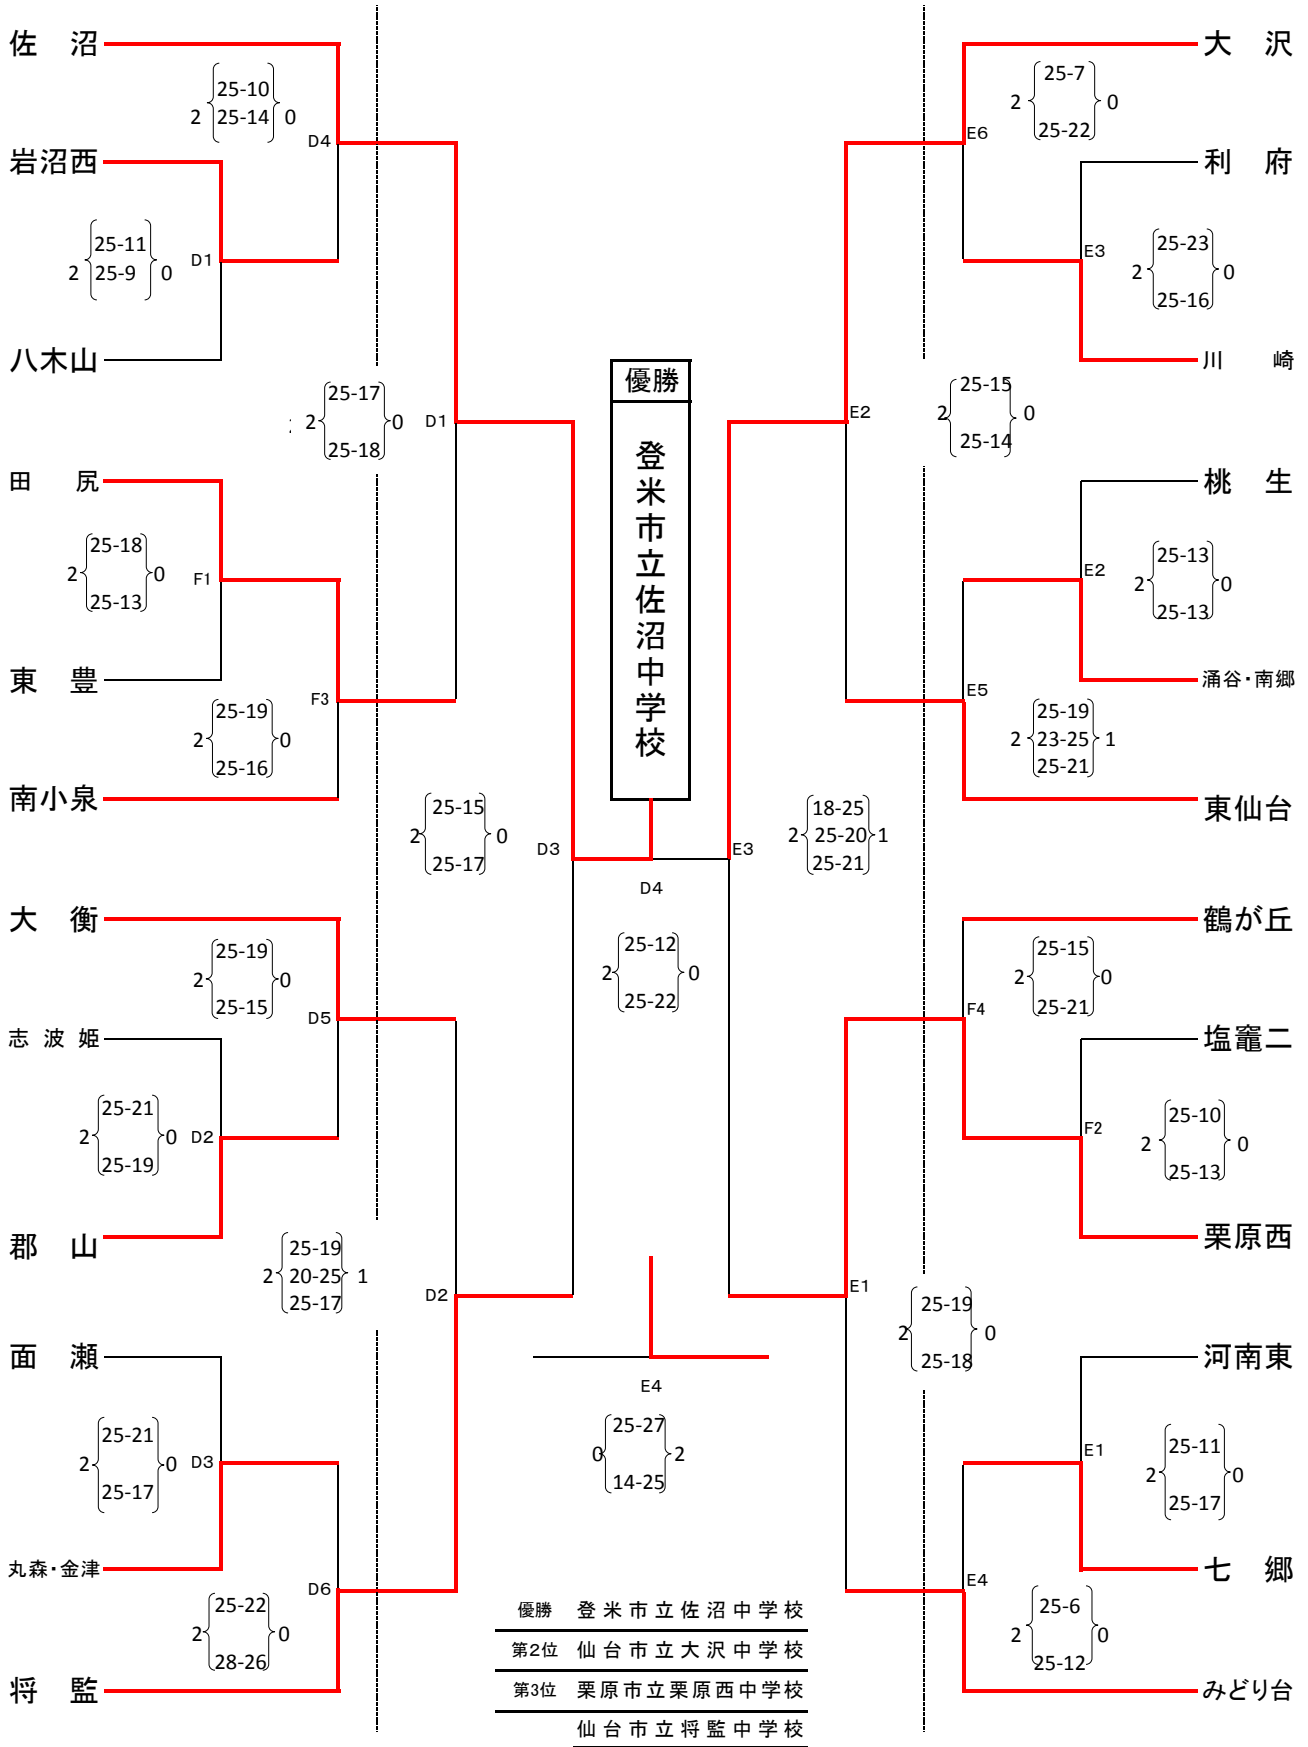 佐　沼
25-10
2 25-14 0
D4
岩沼西
25-11
2 25-9 0
D1
八木山
25-17
2 0
25-18
D1
田　尻
25-18
2 0
25-13
F1
東　豊
25-19
2 0
25-16
F3
南小泉
25-15
2 0
25-17
D3
大　衡
25-19
2 0
25-15
D5
志波姫
25-21
2 0
25-19
D2
郡　山
25-19
2 20-25 1
25-17
D2
面　瀬
25-21
2 0
25-17
D3
丸森・金津
25-22
2 0
28-26
D6
将　監
優勝
登米市立佐沼中学校
D4
25-12
2 0
25-22
E4
25-27
0 2
14-25
大　沢
25-7
2 0
25-22
E6
利　府
25-23
2 0
25-16
E3
川　崎
25-15
2 0
25-14
E2
桃　生
25-13
2 0
25-13
E2
涌谷・南郷
25-19
2 23-25 1
25-21
E5
東仙台
18-25
2 25-20 1
25-21
E3
鶴が丘
25-15
2 0
25-21
F4
塩竈二
25-10
2 0
25-13
F2
栗原西
25-19
2 0
25-18
E1
河南東
25-11
2 0
25-17
E1
七　郷
25-6
2 0
25-12
E4
みどり台
優勝 登米市立佐沼中学校
第2位 仙台市立大沢中学校
第3位 栗原市立栗原西中学校
仙台市立将監中学校